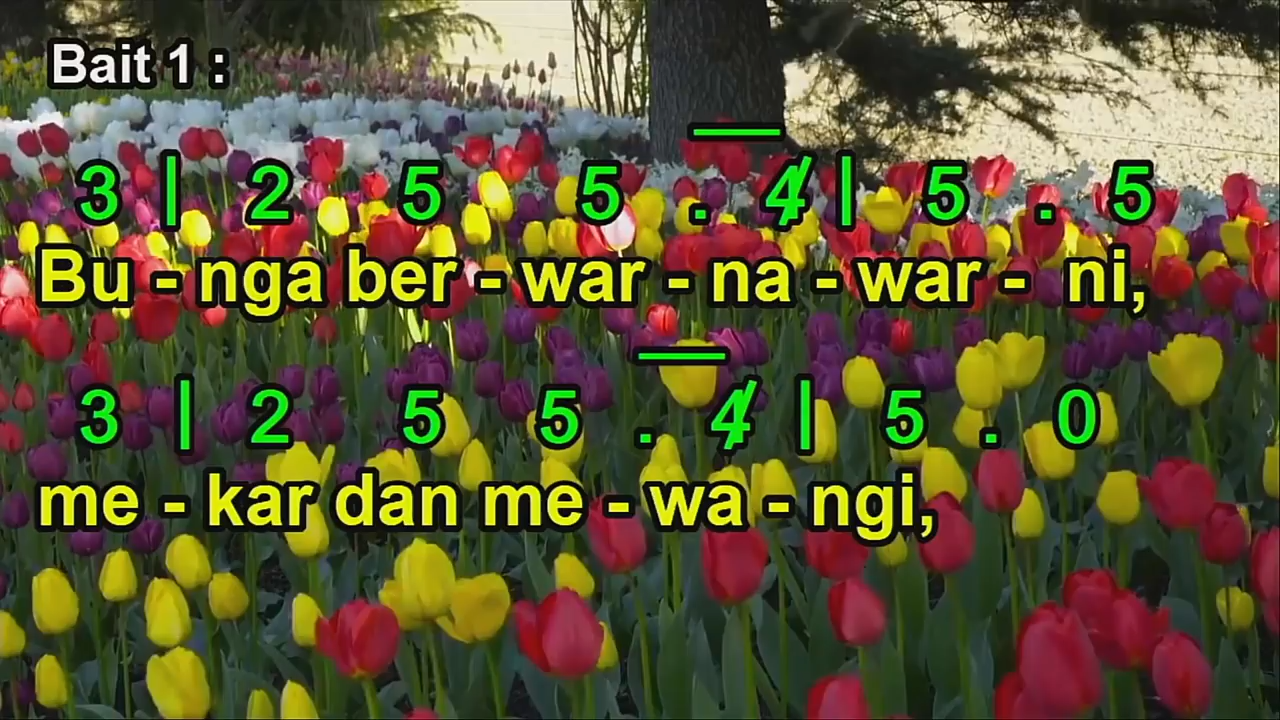 Bait 1 :
3 | 2 5 5 . 4̸ | 5 . 5
Bu - nga ber - war - na - war - ni,
3 | 2 5 5 . 4̸ | 5 . 0
me - kar dan me - wa - ngi,